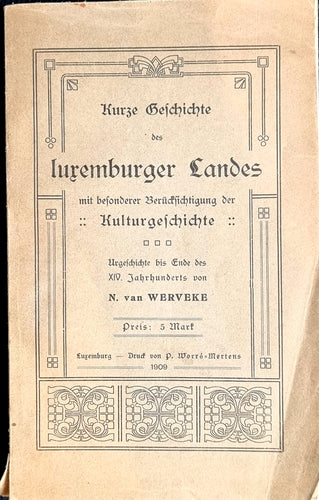 Kurze Geschichte
des
luxemburger Landes
mit besonderer Berücksichtigung der
:: Kulturgeschichte ::
Urgeschichte bis Ende des
XIV. Jahrhunderts von
N. van WERVEKE
Preis: 5 Mark
Luxemburg — Druck von P. Worré-Mertens
1909